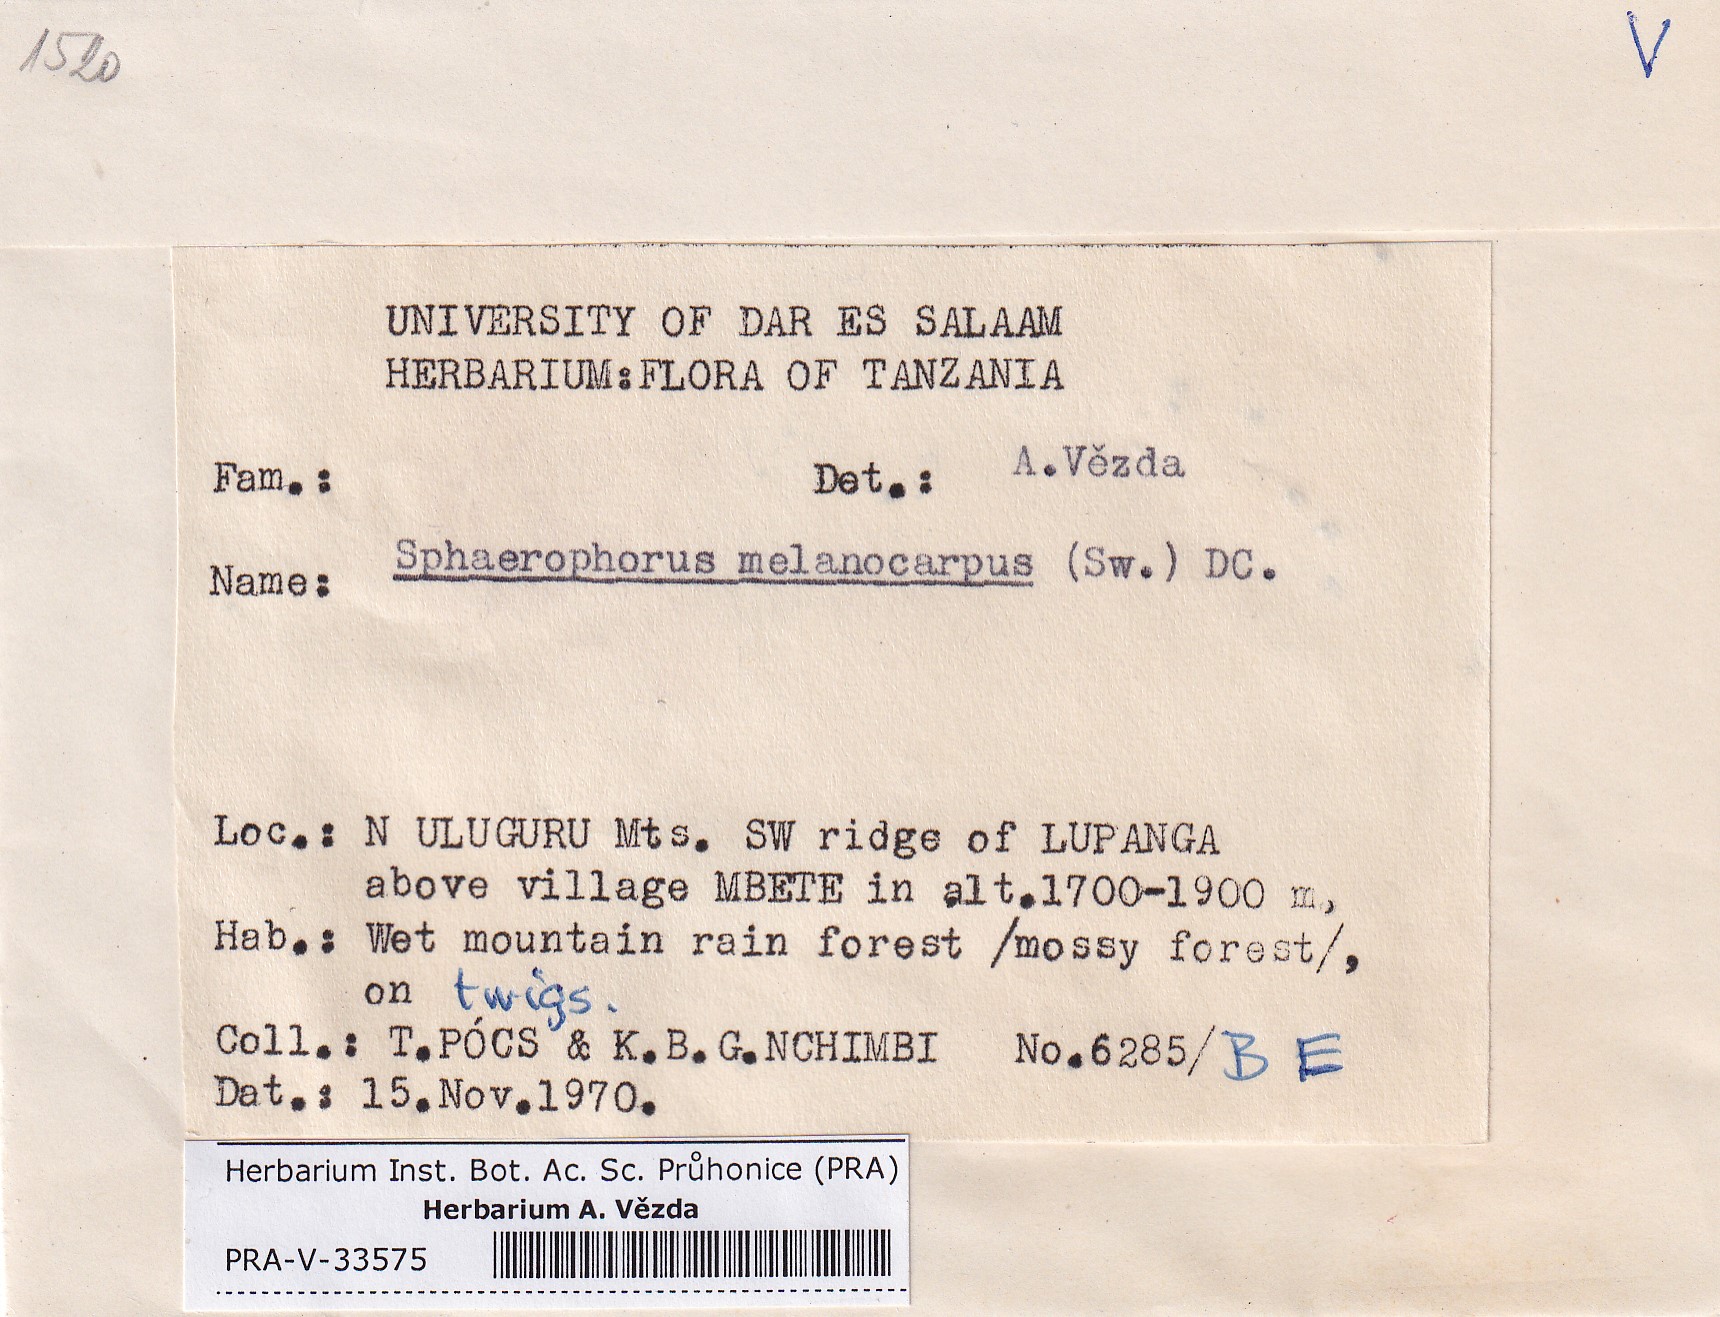 1520
V
UNIVERSITY OF DAR ES SALAAM
HERBARIUM:FLORA OF TANZANIA
Fam.: Det.: A.Vězda
Name: Sphaerophorus melanocarpus (Sw.) DC.
Loc.: N ULUGURU Mts. SW ridge of LUPANGA
above village MBETE in alt.1700-1900 m,
Hab.: Wet mountain rain forest /mossy forest/,
on twigs.
Coll.: T.PÓCS & K.B.G.NCHIMBI No.6285/B E
Dat.: 15.Nov.1970.
Herbarium Inst. Bot. Ac. Sc. Průhonice (PRA)
Herbarium A. Vězda
PRA-V-33575